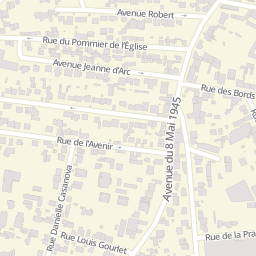 Avenue Robert
Rue du Pommier de l'Église
Avenue Jeanne d'Arc
Rue des Bords
Avenue du 8 Mai 1945
Rue de l'Avenir
Rue Danielle Casanova
Rue Louis Gourlet
Rue de la Pra